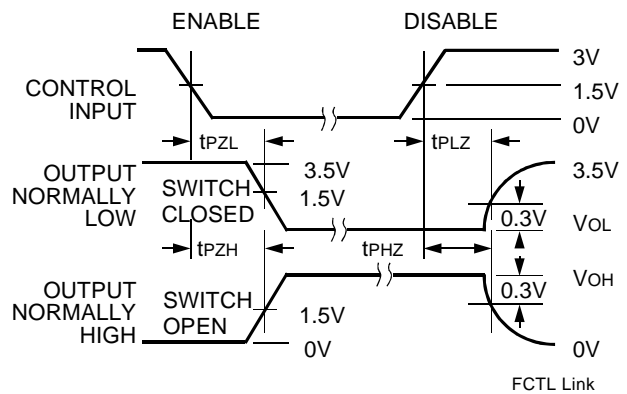 ENABLE
DISABLE
CONTROL
INPUT
3V
1.5V
0V
tPZL
tPLZ
OUTPUT
NORMALLY
LOW
SWITCH
CLOSED
3.5V
1.5V
3.5V
0.3V
VOL
tPZH
tPHZ
OUTPUT
NORMALLY
HIGH
SWITCH
OPEN
1.5V
0V
VOH
0.3V
0V
FCTL Link